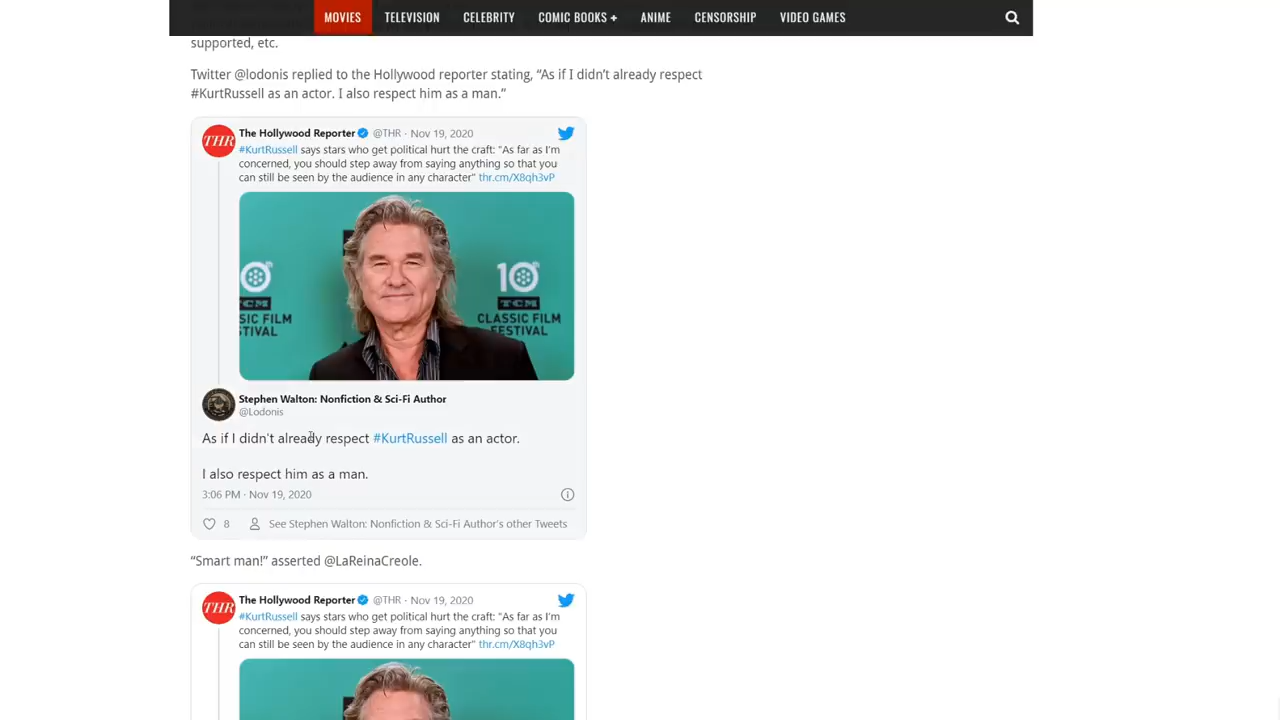 MOVIES TELEVISION CELEBRITY COMIC BOOKS + ANIME CENSORSHIP VIDEO GAMES
supported, etc.
Twitter @lodonis replied to the Hollywood reporter stating, “As if I didn’t already respect
#KurtRussell as an actor. I also respect him as a man.”
THR
The Hollywood Reporter @THR · Nov 19, 2020
#KurtRussell says stars who get political hurt the craft: "As far as I'm
concerned, you should step away from saying anything so that you
can still be seen by the audience in any character" thr.cm/X8qh3vP
10th
TCM
SIC FILM
STIVAL
10
TCM
CLASSIC FILM
FESTIVAL
Stephen Walton: Nonfiction & Sci-Fi Author
@Lodonis
As if I didn't already respect #KurtRussell as an actor.
I also respect him as a man.
3:06 PM · Nov 19, 2020
8 See Stephen Walton: Nonfiction & Sci-Fi Author's other Tweets
“Smart man!” asserted @LaReinaCreole.
THR
The Hollywood Reporter @THR · Nov 19, 2020
#KurtRussell says stars who get political hurt the craft: "As far as I'm
concerned, you should step away from saying anything so that you
can still be seen by the audience in any character" thr.cm/X8qh3vP